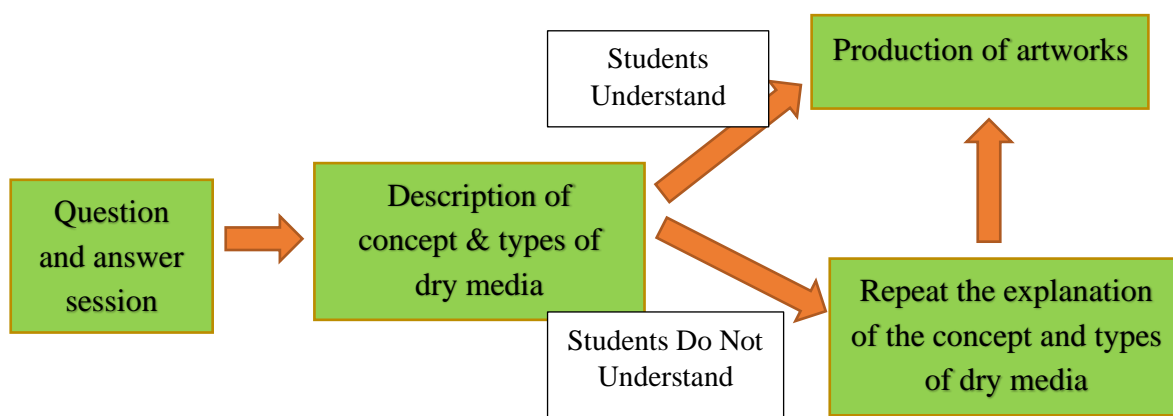 Question
and answer
session
Description of
concept & types of
dry media
Students
Understand
Production of artworks
Students Do Not
Understand
Repeat the explanation
of the concept and types
of dry media